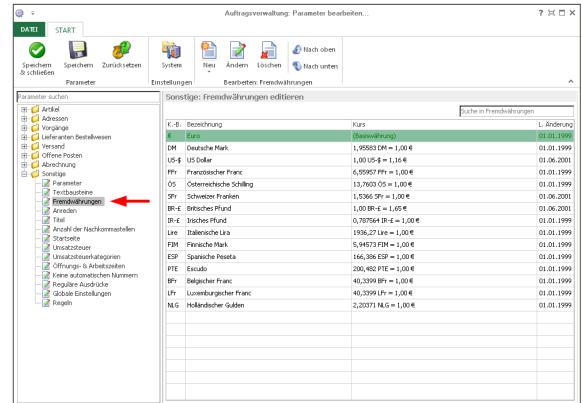 Auftragsverwaltung: Parameter bearbeiten...
DATEI START
Speichern & schließen
Speichern
Zurücksetzen
System
Neu
Ändern
Löschen
Nach oben
Nach unten
Parameter
Einstellungen
Bearbeiten: Fremdwährungen
Parameter suchen
Artikel
Adressen
Vorgänge
Lieferanten Bestellwesen
Versand
Offene Posten
Abrechnung
Sonstige
Parameter
Textbausteine
Fremdwährungen
Anreden
Titel
Anzahl der Nachkommastellen
Startseite
Umsatzsteuer
Umsatzsteuerkategorien
Öffnungs- & Arbeitszeiten
Keine automatischen Nummern
Reguläre Ausdrücke
Globale Einstellungen
Regeln
Sonstige: Fremdwährungen editieren
Suche in Fremdwährungen
K.-B. Bezeichnung Kurs L. Änderung
€ Euro (Basiswährung) 01.01.1999
DM Deutsche Mark 1,95583 DM = 1,00 € 01.01.1999
US-$ US Dollar 1,00 US-$ = 1,16 € 01.06.2001
FFr Französischer Franc 6,55957 FFr = 1,00 € 01.01.1999
ÖS Österreichische Schilling 13,7603 ÖS = 1,00 € 01.01.1999
SFr Schweizer Franken 1,5366 SFr = 1,00 € 01.06.2001
BR-£ Britisches Pfund 1,00 BR-£ = 1,65 € 01.06.2001
IR-£ Irisches Pfund 0,787564 IR-£ = 1,00 € 01.01.1999
Lire Italienische Lira 1936,27 Lire = 1,00 € 01.01.1999
FIM Finnische Mark 5,94573 FIM = 1,00 € 01.01.1999
ESP Spanische Peseta 166,386 ESP = 1,00 € 01.01.1999
PTE Escudo 200,482 PTE = 1,00 € 01.01.1999
BFr Belgischer Franc 40,3399 BFr = 1,00 € 01.01.1999
LFr Luxemburgischer Franc 40,3399 LFr = 1,00 € 01.01.1999
NLG Holländischer Gulden 2,20371 NLG = 1,00 € 01.01.1999